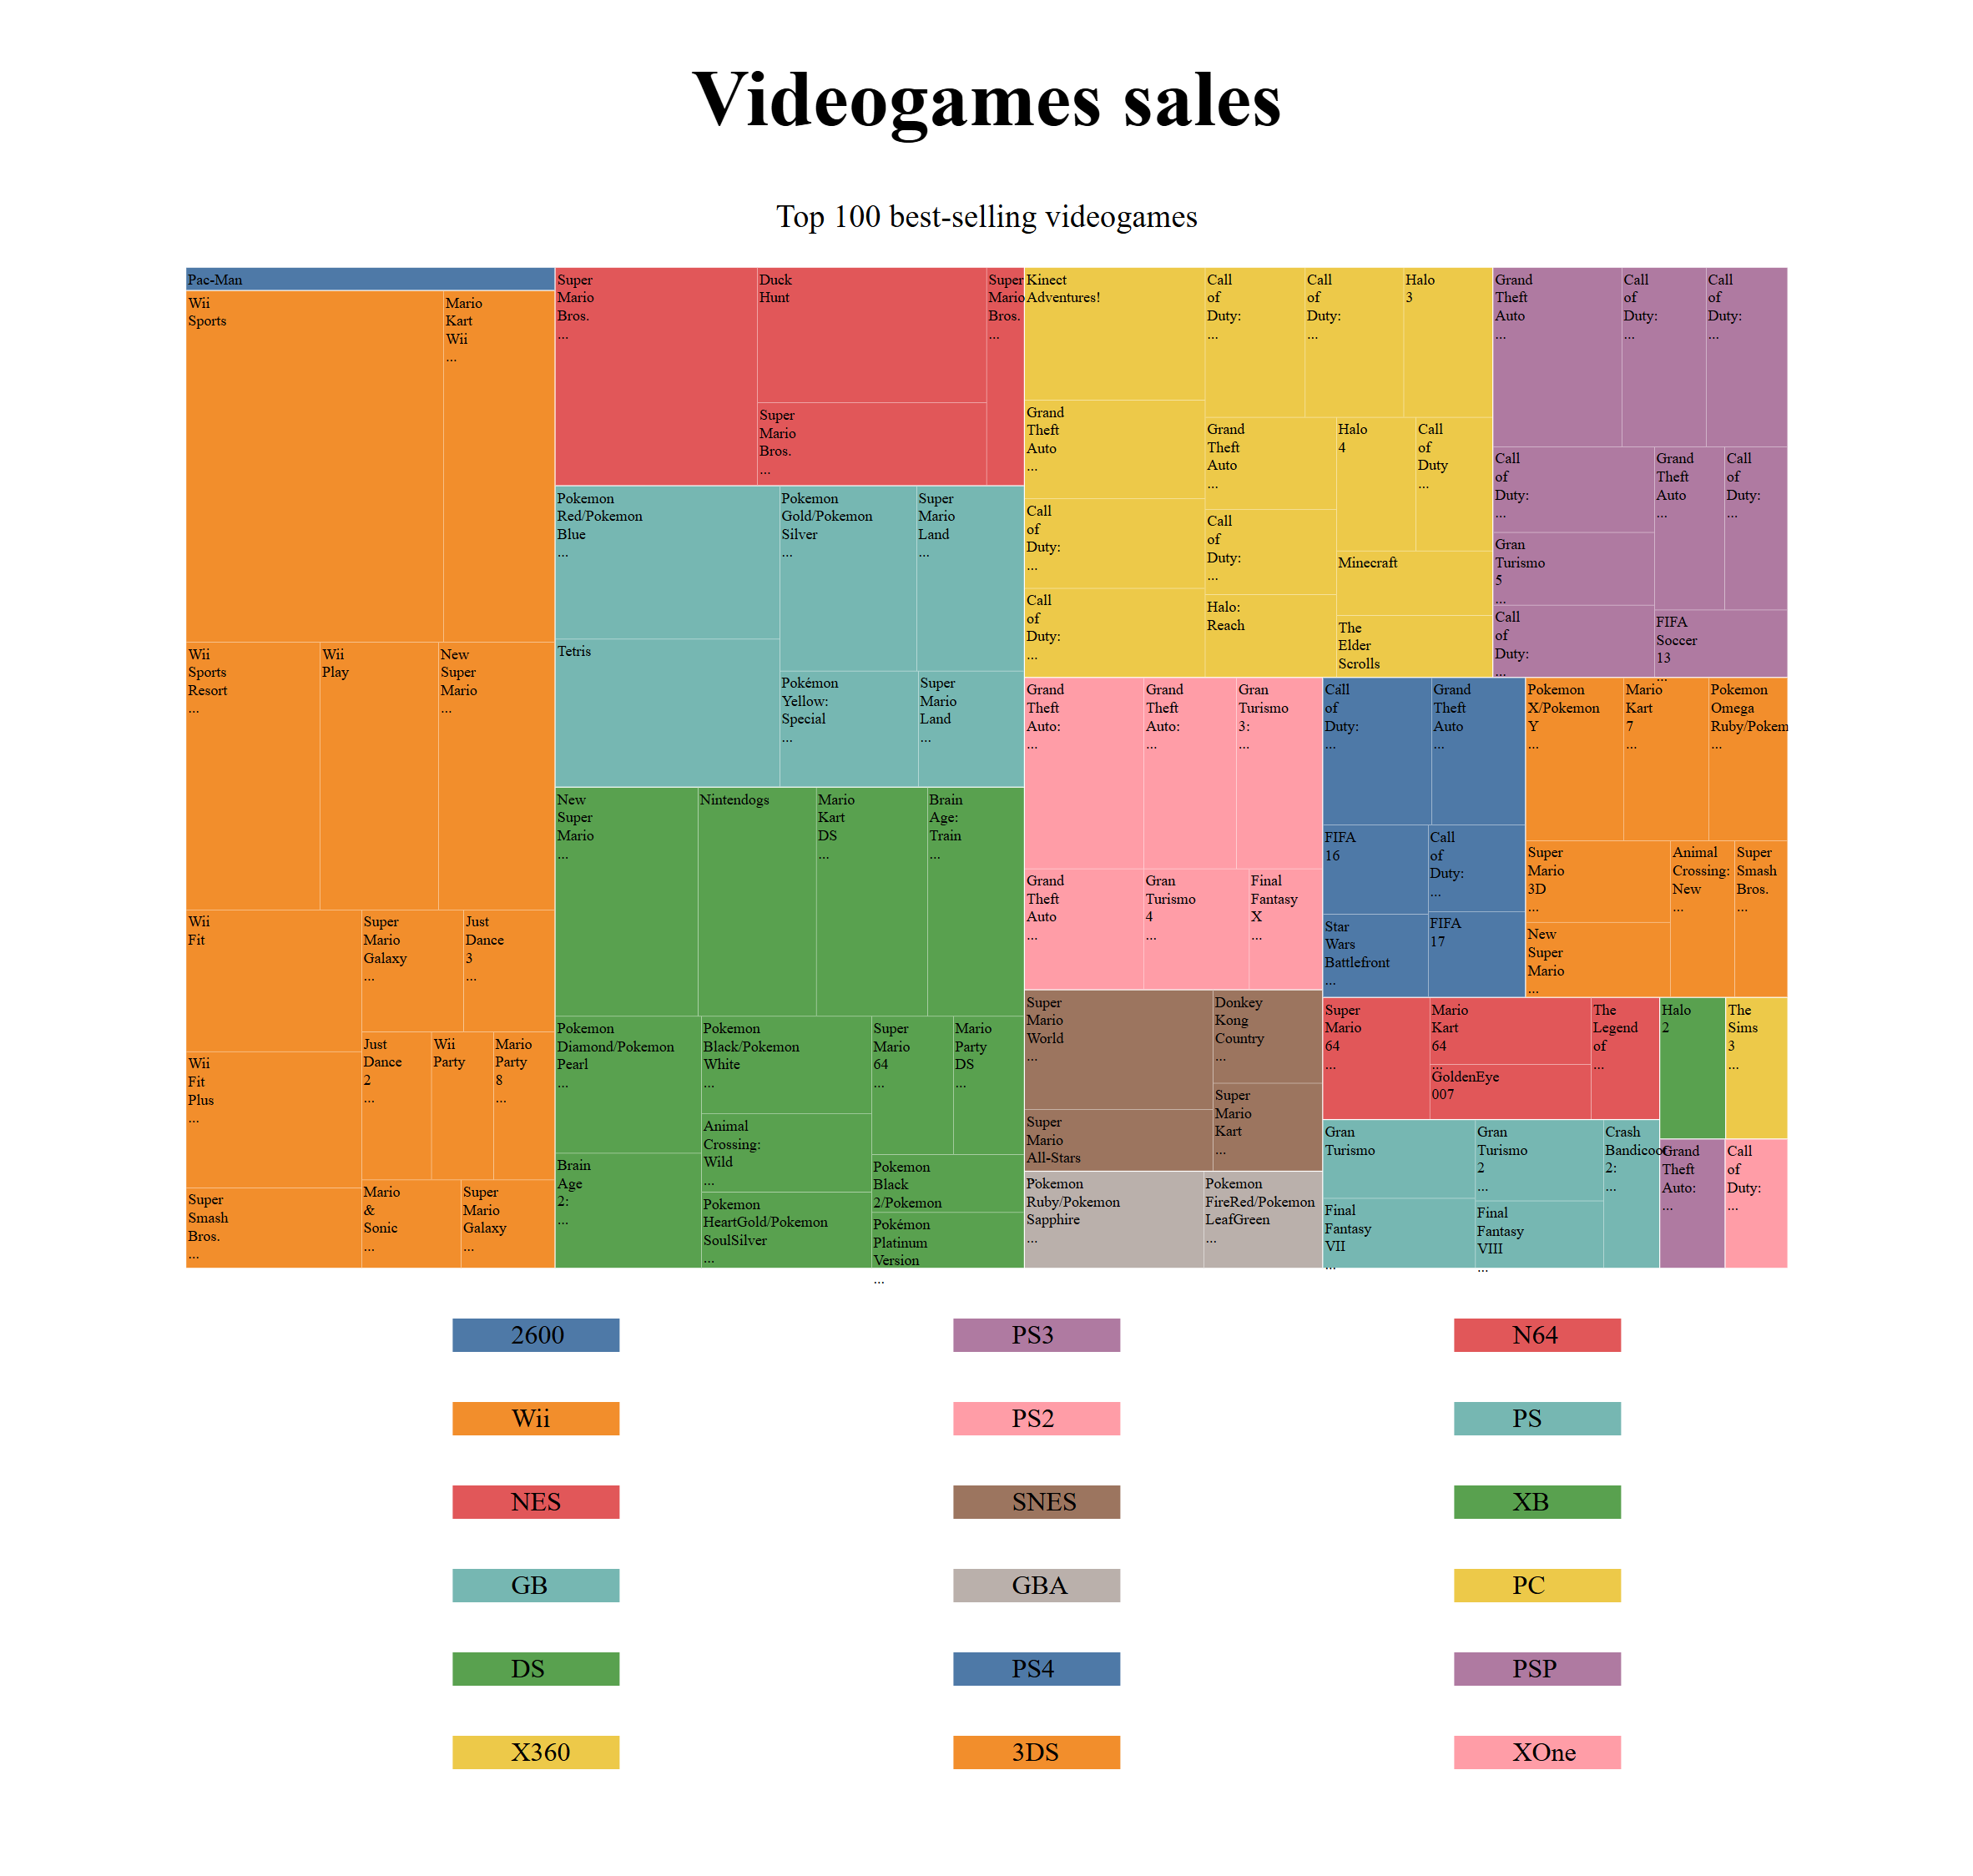 Videogames sales
Top 100 best-selling videogames
Pac-Man
Wii
Sports
Mario
Kart
Wii
...
Wii
Sports
Resort
...
Wii
Play
New
Super
Mario
...
Wii
Fit
Super
Mario
Galaxy
...
Just
Dance
3
...
Wii
Fit
Plus
...
Just
Dance
2
...
Wii
Party
Mario
Party
8
...
Super
Smash
Bros.
...
Mario
&
Sonic
...
Super
Mario
Galaxy
...
Super
Mario
Bros.
...
Duck
Hunt
Super
Mario
Bros.
...
Super
Mario
Bros.
...
Pokemon
Red/Pokemon
Blue
...
Pokemon
Gold/Pokemon
Silver
...
Super
Mario
Land
...
Tetris
Pokémon
Yellow:
Special
...
Super
Mario
Land
...
New
Super
Mario
...
Nintendogs
Mario
Kart
DS
...
Brain
Age:
Train
...
Pokemon
Diamond/Pokemon
Pearl
...
Pokemon
Black/Pokemon
White
...
Super
Mario
64
...
Mario
Party
DS
...
Brain
Age
2:
...
Animal
Crossing:
Wild
...
Pokemon
HeartGold/Pokemon
SoulSilver
...
Pokemon
Black
2/Pokemon
Pokémon
Platinum
Version
...
Kinect
Adventures!
Call
of
Duty:
...
Call
of
Duty:
...
Halo
3
Grand
Theft
Auto
...
Call
of
Duty:
...
Call
of
Duty:
...
Grand
Theft
Auto
...
Halo
4
Call
of
Duty
...
Call
of
Duty:
...
Halo:
Reach
Minecraft
The
Elder
Scrolls
Grand
Theft
Auto
...
Call
of
Duty:
...
Call
of
Duty:
...
Call
of
Duty:
...
Grand
Theft
Auto
...
Call
of
Duty:
...
Gran
Turismo
5
...
Call
of
Duty:
...
FIFA
Soccer
13
...
Grand
Theft
Auto:
...
Grand
Theft
Auto:
...
Gran
Turismo
3:
...
Grand
Theft
Auto
...
Gran
Turismo
4
...
Final
Fantasy
X
...
Super
Mario
World
...
Donkey
Kong
Country
...
Super
Mario
All-Stars
Super
Mario
Kart
...
Pokemon
Ruby/Pokemon
Sapphire
...
Pokemon
FireRed/Pokemon
LeafGreen
...
Call
of
Duty:
...
Grand
Theft
Auto
...
FIFA
16
Call
of
Duty:
...
Star
Wars
Battlefront
...
FIFA
17
Pokemon
X/Pokemon
Y
...
Mario
Kart
7
...
Pokemon
Omega
Ruby/Pokem
...
Super
Mario
3D
...
Animal
Crossing:
New
...
Super
Smash
Bros.
...
New
Super
Mario
...
Super
Mario
64
...
Mario
Kart
64
...
The
Legend
of
...
GoldenEye
007
Halo
2
The
Sims
3
...
Gran
Turismo
Gran
Turismo
2
...
Crash
Bandicoot
2:
...
Final
Fantasy
VII
...
Final
Fantasy
VIII
...
Grand
Theft
Auto:
...
Call
of
Duty:
...
2600
PS3
N64
Wii
PS2
PS
NES
SNES
XB
GB
GBA
PC
DS
PS4
PSP
X360
3DS
XOne